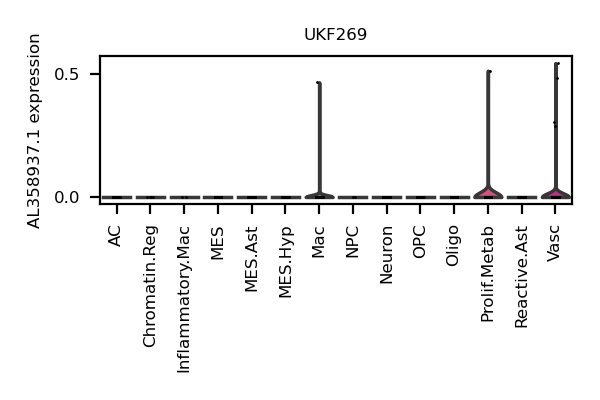 UKF269
AL358937.1 expression
0.5
0.0
AC
Chromatin.Reg
Inflammatory.Mac
MES
MES.Ast
MES.Hyp
Mac
NPC
Neuron
OPC
Oligo
Prolif.Metab
Reactive.Ast
Vasc